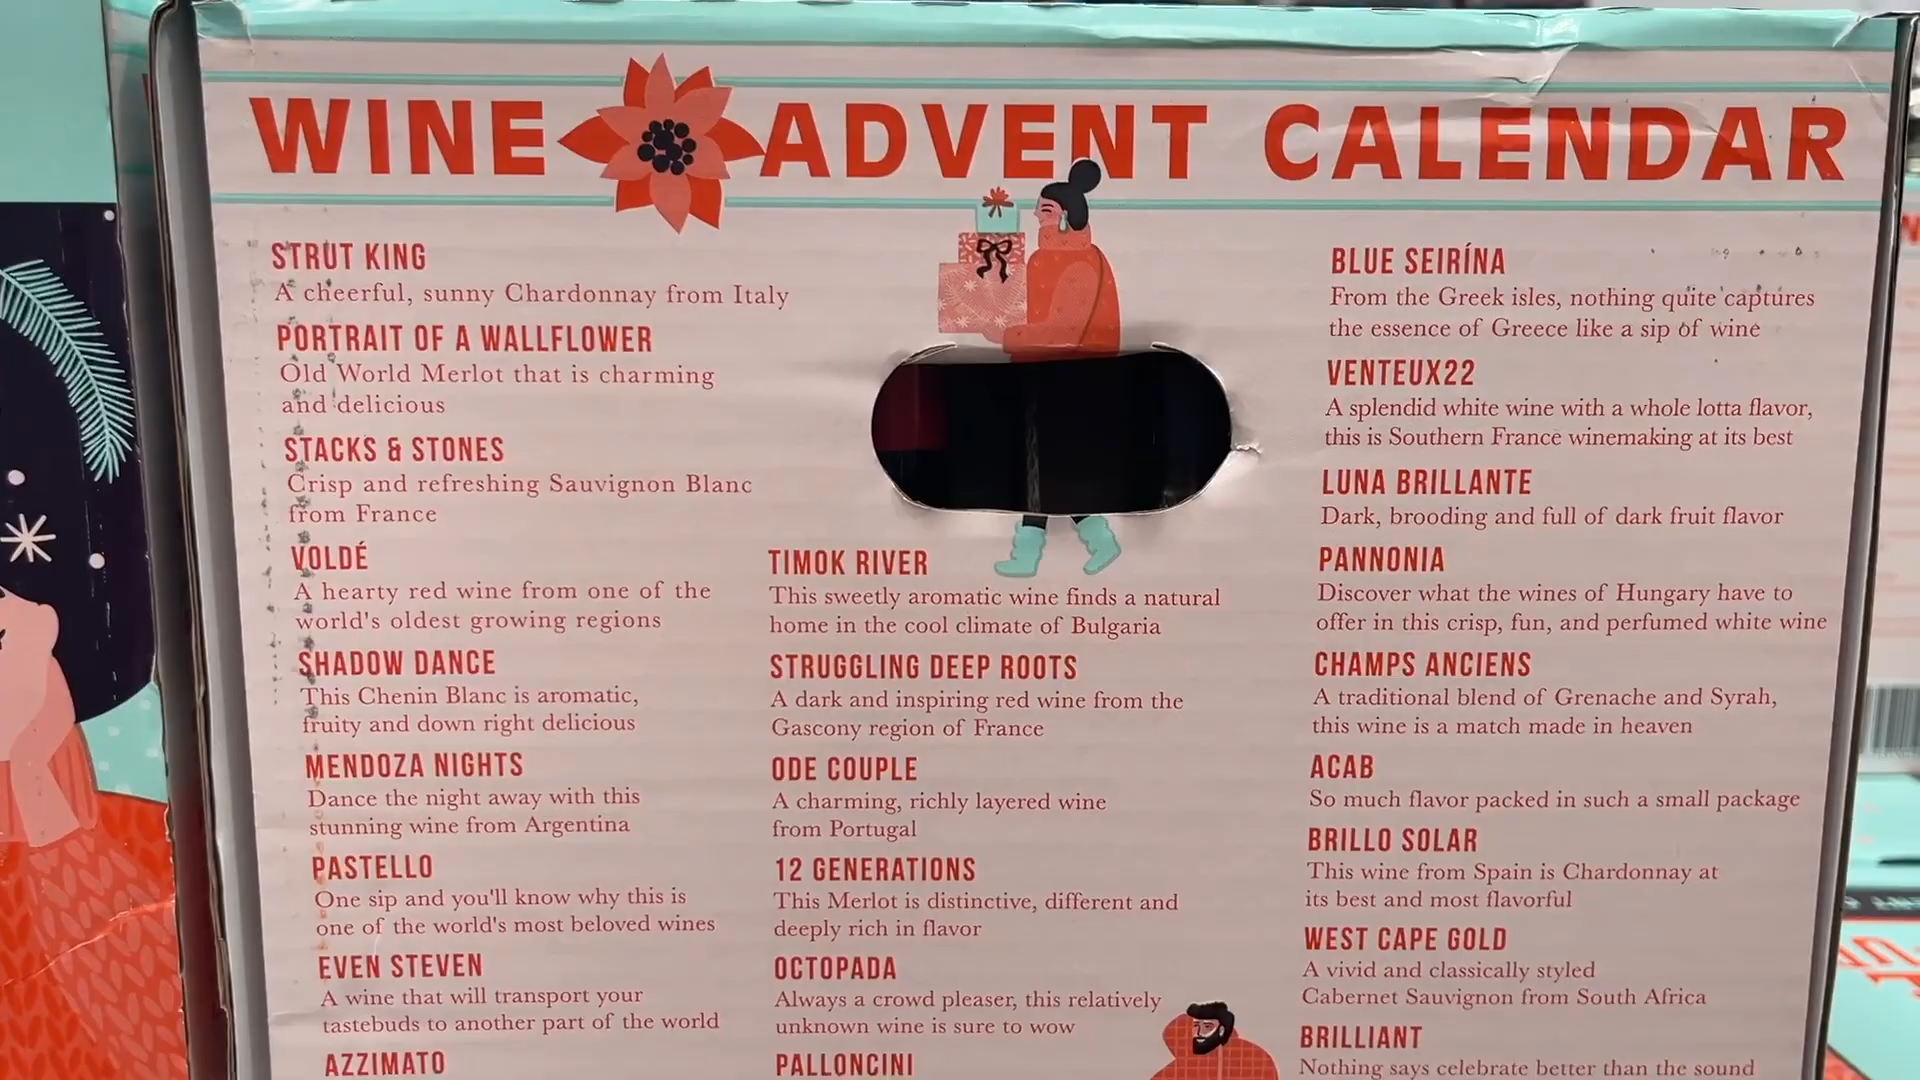 WINE ADVENT CALENDAR
STRUT KING
A cheerful, sunny Chardonnay from Italy
PORTRAIT OF A WALLFLOWER
Old World Merlot that is charming
and delicious
STACKS & STONES
Crisp and refreshing Sauvignon Blanc
from France
VOLDÉ
A hearty red wine from one of the
world's oldest growing regions
SHADOW DANCE
This Chenin Blanc is aromatic,
fruity and down right delicious
MENDOZA NIGHTS
Dance the night away with this
stunning wine from Argentina
PASTELLO
One sip and you'll know why this is
one of the world's most beloved wines
EVEN STEVEN
A wine that will transport your
tastebuds to another part of the world
AZZIMATO
TIMOK RIVER
This sweetly aromatic wine finds a natural
home in the cool climate of Bulgaria
STRUGGLING DEEP ROOTS
A dark and inspiring red wine from the
Gascony region of France
ODE COUPLE
A charming, richly layered wine
from Portugal
12 GENERATIONS
This Merlot is distinctive, different and
deeply rich in flavor
OCTOPADA
Always a crowd pleaser, this relatively
unknown wine is sure to wow
PALLONCINI
BLUE SEIRÍNA
From the Greek isles, nothing quite captures
the essence of Greece like a sip of wine
VENTEUX22
A splendid white wine with a whole lotta flavor,
this is Southern France winemaking at its best
LUNA BRILLANTE
Dark, brooding and full of dark fruit flavor
PANNONIA
Discover what the wines of Hungary have to
offer in this crisp, fun, and perfumed white wine
CHAMPS ANCIENS
A traditional blend of Grenache and Syrah,
this wine is a match made in heaven
ACAB
So much flavor packed in such a small package
BRILLO SOLAR
This wine from Spain is Chardonnay at
its best and most flavorful
WEST CAPE GOLD
A vivid and classically styled
Cabernet Sauvignon from South Africa
BRILLIANT
Nothing says celebrate better than the sound